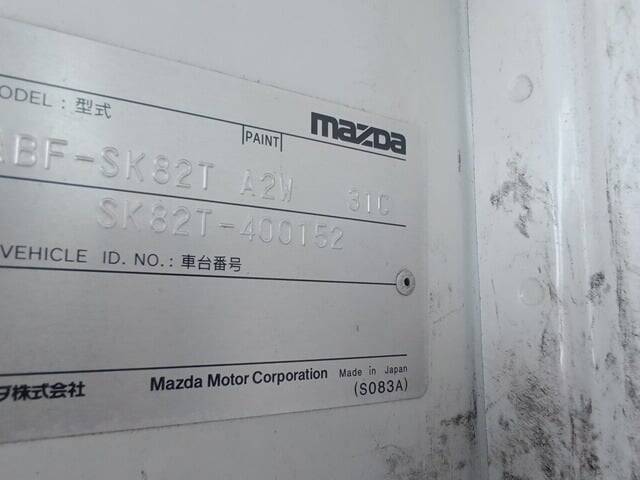 MODEL : 型式
PAINT
mazda
ABF-SK82T A2W 31C
SK82T-400152
VEHICLE ID. NO. : 車台番号
ダ株式会社 Mazda Motor Corporation Made in Japan
(S083A)